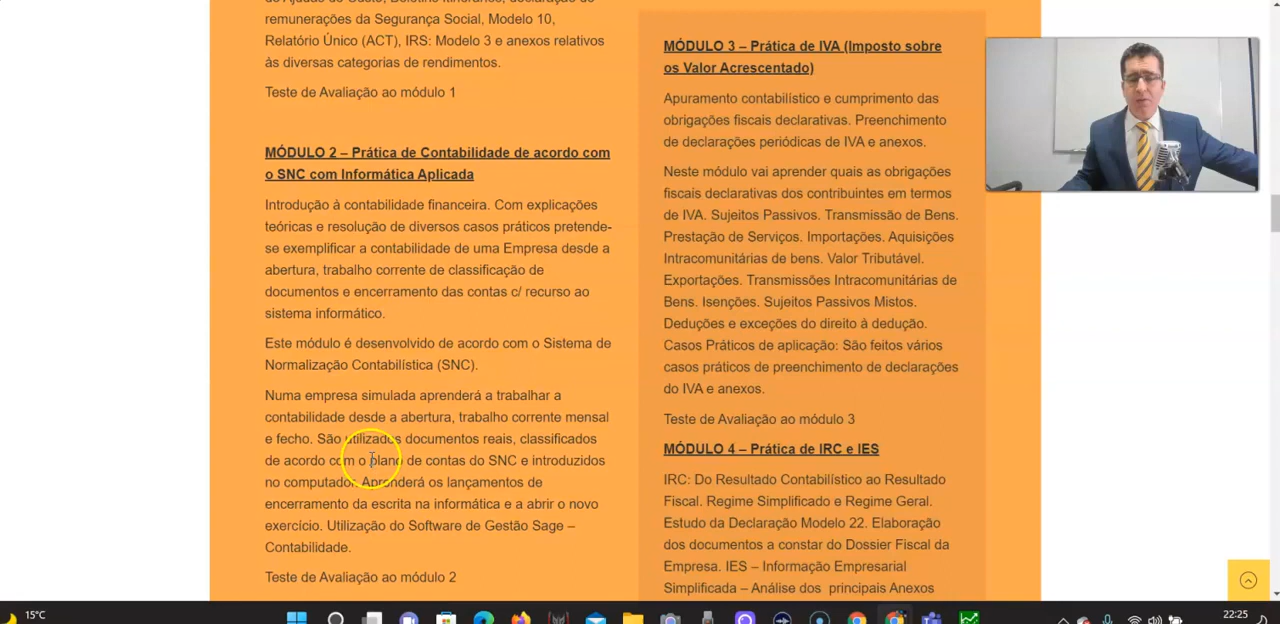 remunerações da Segurança Social, Modelo 10,
Relatório Único (ACT), IRS: Modelo 3 e anexos relativos
às diversas categorias de rendimentos.
Teste de Avaliação ao módulo 1
MÓDULO 2 – Prática de Contabilidade de acordo com
o SNC com Informática Aplicada
Introdução à contabilidade financeira. Com explicações
teóricas e resolução de diversos casos práticos pretende-
se exemplificar a contabilidade de uma Empresa desde a
abertura, trabalho corrente de classificação de
documentos e encerramento das contas c/ recurso ao
sistema informático.
Este módulo é desenvolvido de acordo com o Sistema de
Normalização Contabilística (SNC).
Numa empresa simulada aprenderá a trabalhar a
contabilidade desde a abertura, trabalho corrente mensal
e fecho. São utilizados documentos reais, classificados
de acordo com o plano de contas do SNC e introduzidos
no computador. Aprenderá os lançamentos de
encerramento da escrita na informática e a abrir o novo
exercício. Utilização do Software de Gestão Sage –
Contabilidade.
Teste de Avaliação ao módulo 2
MÓDULO 3 – Prática de IVA (Imposto sobre
os Valor Acrescentado)
Apuramento contabilístico e cumprimento das
obrigações fiscais declarativas. Preenchimento
de declarações periódicas de IVA e anexos.
Neste módulo vai aprender quais as obrigações
fiscais declarativas dos contribuintes em termos
de IVA. Sujeitos Passivos. Transmissão de Bens.
Prestação de Serviços. Importações. Aquisições
Intracomunitárias de bens. Valor Tributável.
Exportações. Transmissões Intracomunitárias de
Bens. Isenções. Sujeitos Passivos Mistos.
Deduções e exceções do direito à dedução.
Casos Práticos de aplicação: São feitos vários
casos práticos de preenchimento de declarações
do IVA e anexos.
Teste de Avaliação ao módulo 3
MÓDULO 4 – Prática de IRC e IES
IRC: Do Resultado Contabilístico ao Resultado
Fiscal. Regime Simplificado e Regime Geral.
Estudo da Declaração Modelo 22. Elaboração
dos documentos a constar do Dossier Fiscal da
Empresa. IES – Informação Empresarial
Simplificada – Análise dos principais Anexos
15°C
22:25